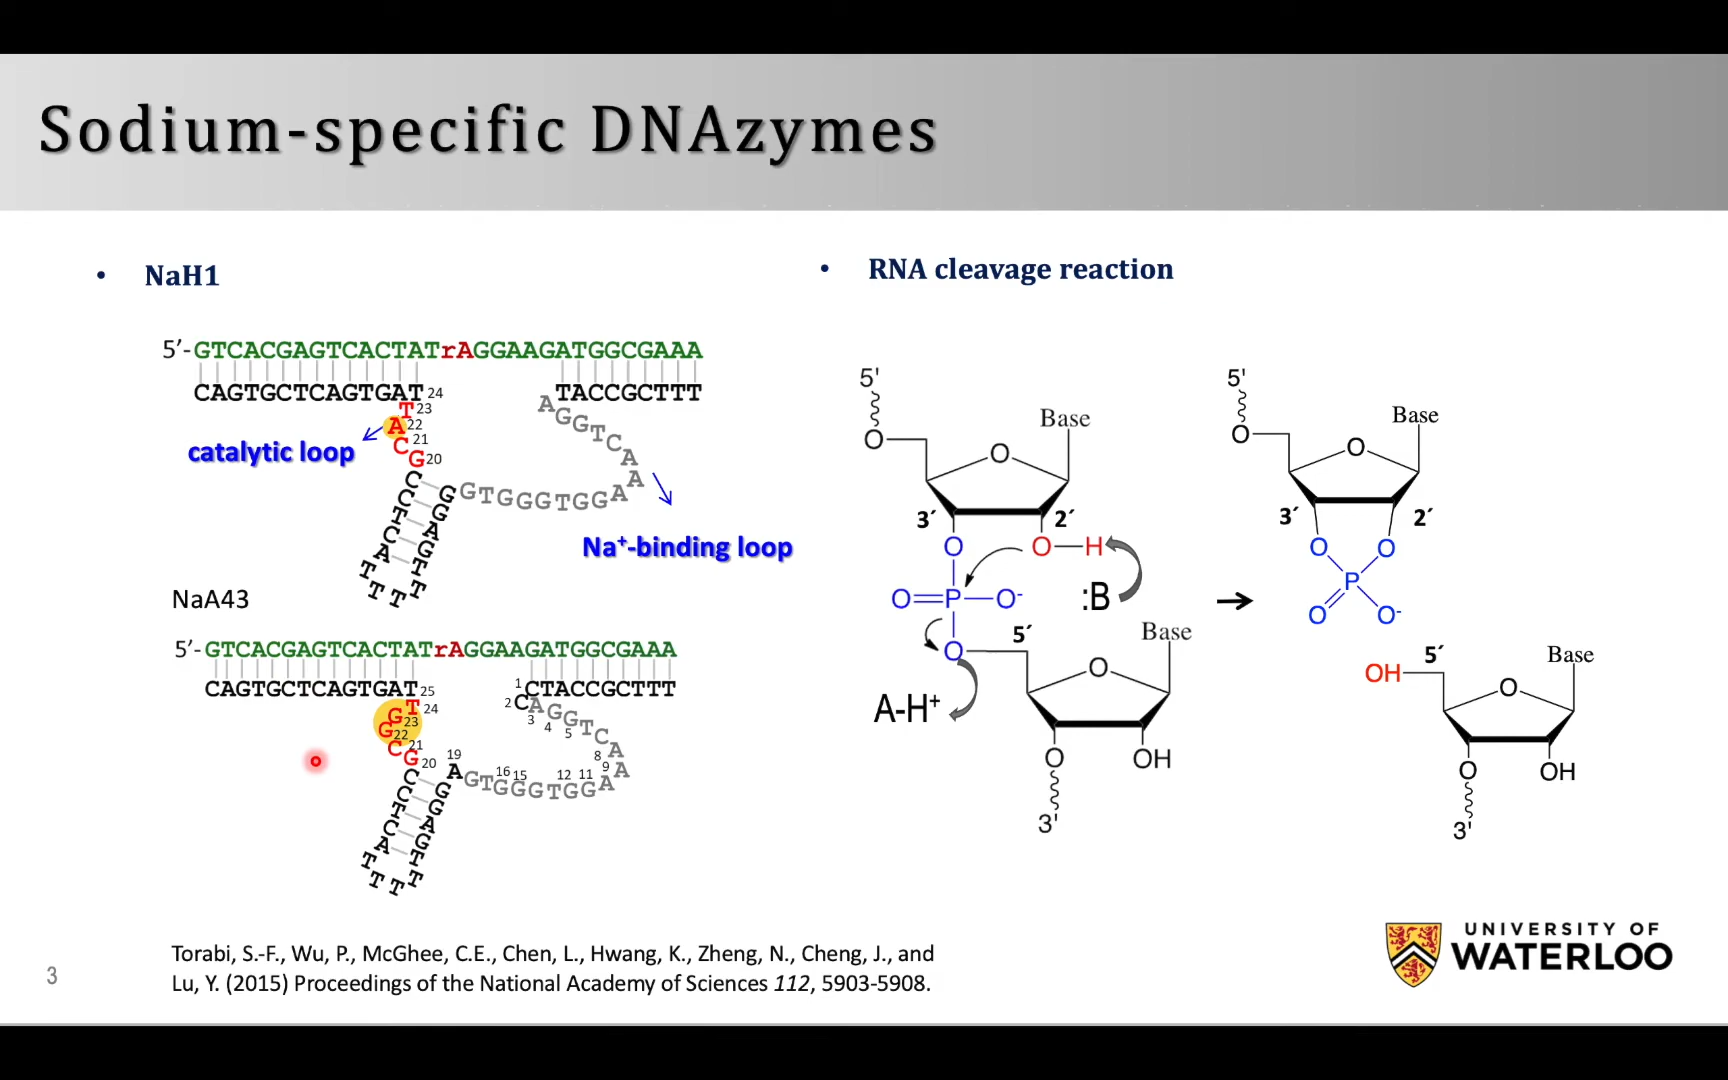 Sodium-specific DNAzymes
• NaH1
5’-GTCACGAGTCACTATrAGGAAGATGGCGAAA
CAGTGCTCAGTGAT 24
TACCGCTTT
T 23
A 22
C 21
G 20
catalytic loop
AGGTCAAAGGTGGGTG
Na⁺-binding loop
CCTCATTTTTGAGG
NaA43
5’-GTCACGAGTCACTATrAGGAAGATGGCGAAA
CAGTGCTCAGTGAT 25
1 CTACCGCTTT
2 C
T 24
G 23
G 22
C 21
G 20
A G G T C A A A G G T G G G T G
3 4 5 8 9 11 12 15 16
19 A
CCTCATTTTTGAGG
• RNA cleavage reaction
5'
O
Base
O
3´ 2´
O O—H
O=P—O-
:B
O 5´
Base
A-H+
O
O OH
3'
5'
O
Base
O
3´ 2´
O O
P
O O-
OH 5´
Base
O
O OH
3'
Torabi, S.-F., Wu, P., McGhee, C.E., Chen, L., Hwang, K., Zheng, N., Cheng, J., and
Lu, Y. (2015) Proceedings of the National Academy of Sciences 112, 5903-5908.
3
UNIVERSITY OF
WATERLOO